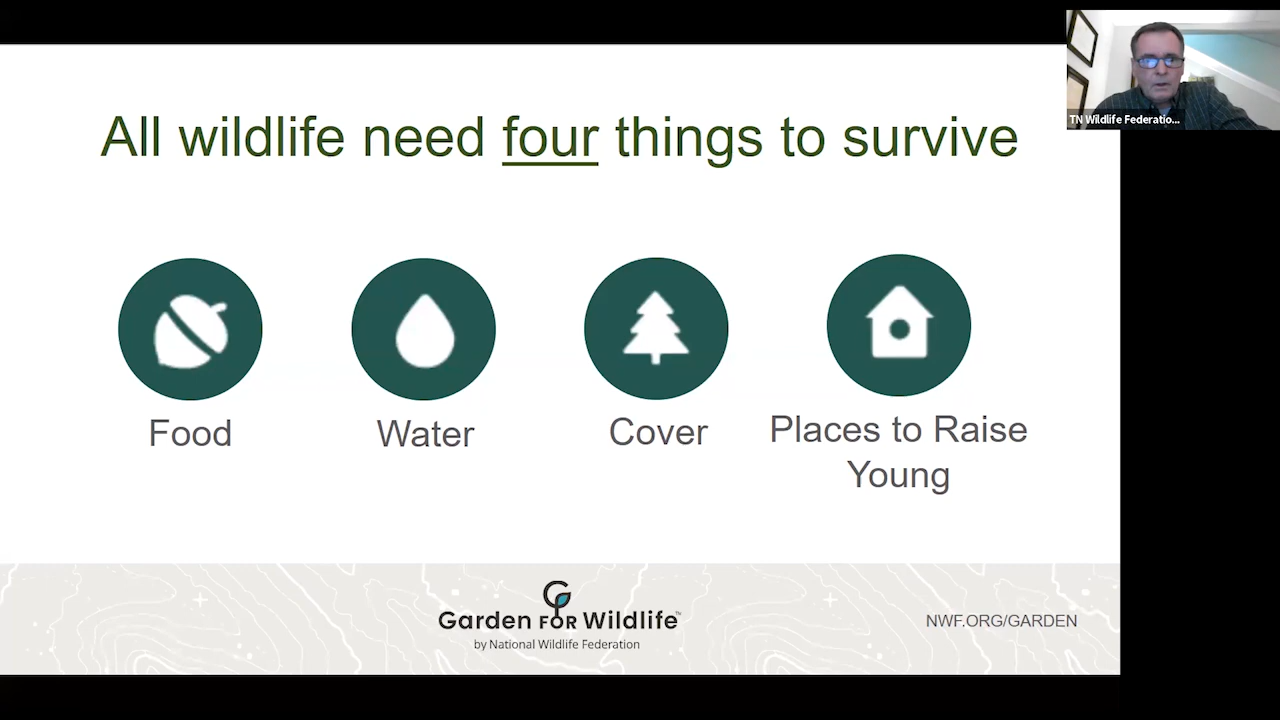 TN Wildlife Federatio...
All wildlife need four things to survive
Food
Water
Cover
Places to Raise
Young
Garden FOR Wildlife™
by National Wildlife Federation
NWF.ORG/GARDEN